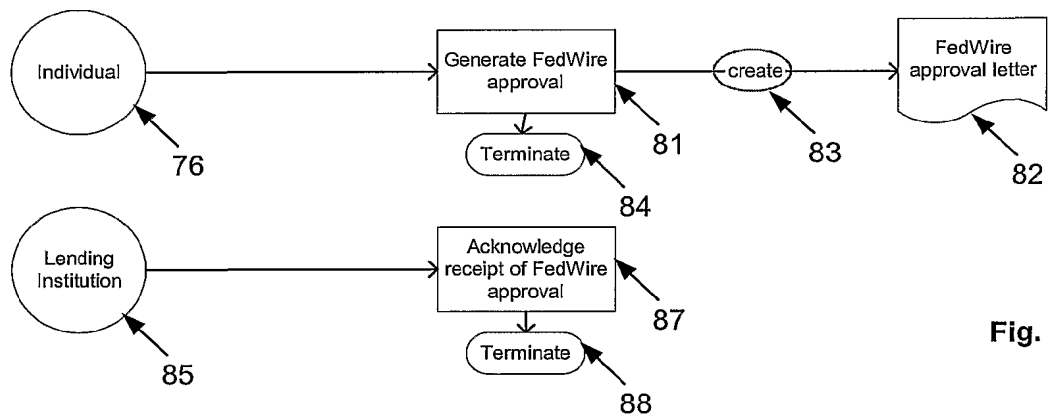 Individual
Generate FedWire
approval
create
FedWire
approval letter
76
Terminate
81
83
82
84
Lending
Institution
Acknowledge
receipt of FedWire
approval
87
Fig.
Terminate
85
88